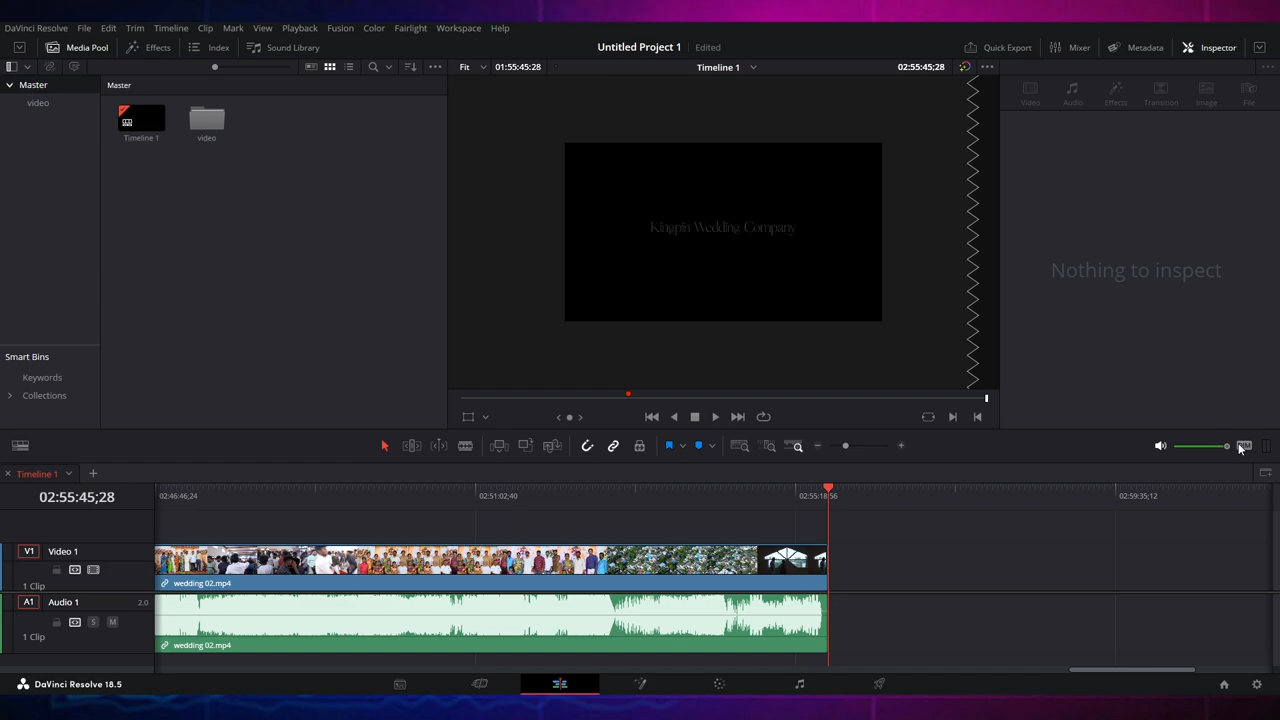 DaVinci Resolve File Edit Trim Timeline Clip Mark View Playback Fusion Color Fairlight Workspace Help
Media Pool Effects Index Sound Library Untitled Project 1 Edited Quick Export Mixer Metadata Inspector
Fit 01:55:45:28 Timeline 1 02:55:45;28
Master Master
Video Audio Effects Transition Image File
video
Timeline 1 video
Kingpin Wedding Company
Nothing to inspect
Smart Bins
Keywords
Collections
DIM
Timeline 1
02:55:45;28 02:46:46;24 02:51:02;40 02:55:18;56 02:59:35;12
V1 Video 1
1 Clip wedding 02.mp4
A1 Audio 1 2.0
S M
1 Clip
wedding 02.mp4
DaVinci Resolve 18.5